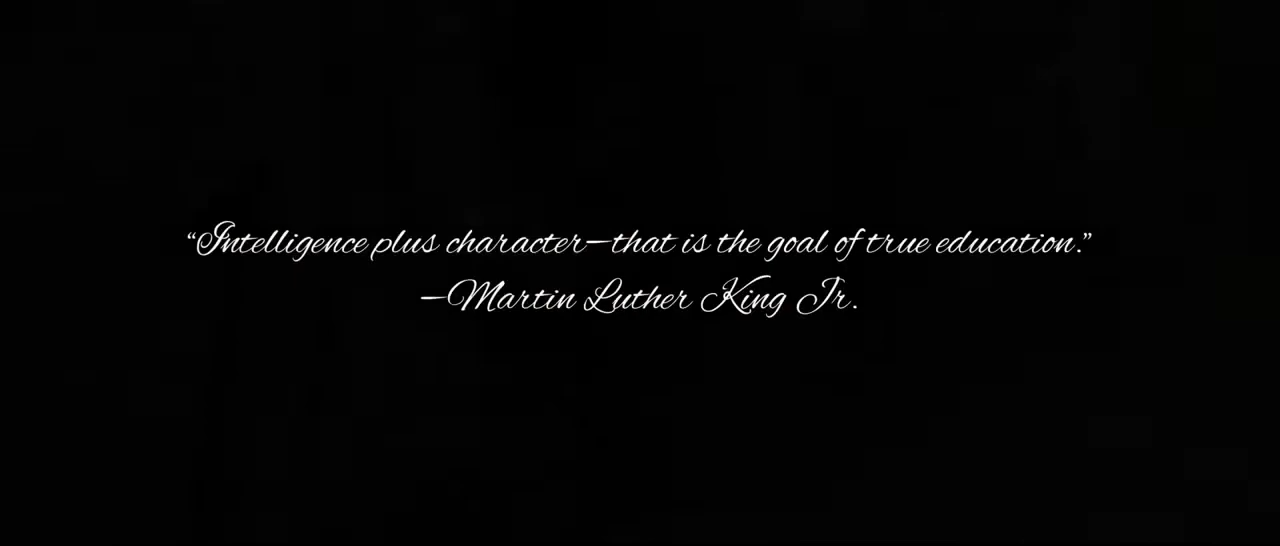 “Intelligence plus character—that is the goal of true education.”
—Martin Luther King Jr.